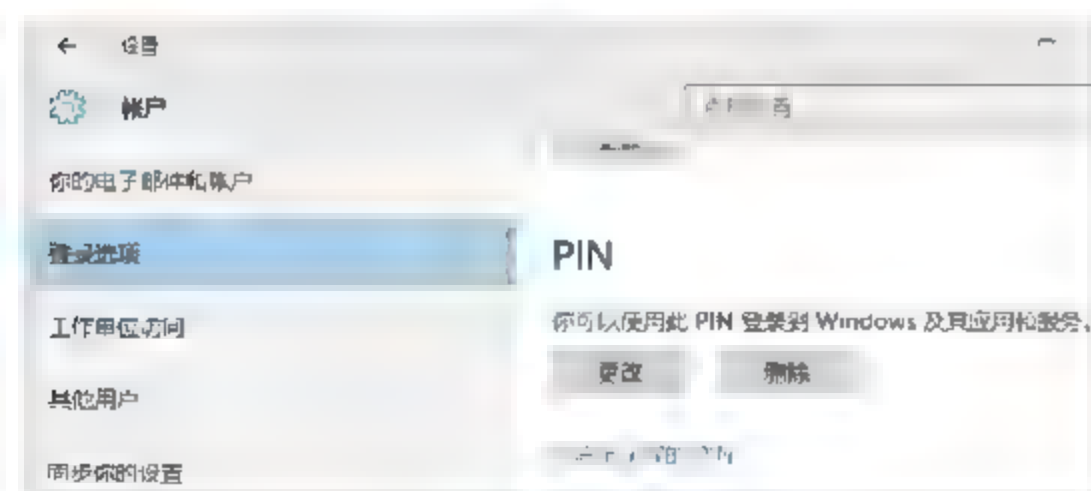 ← 设置
帐户
你的电子邮件和帐户
登录选项
工作单位访问
其他用户
同步你的设置
PIN
你可以使用此 PIN 登录到 Windows 及其应用和服务。
更改 删除